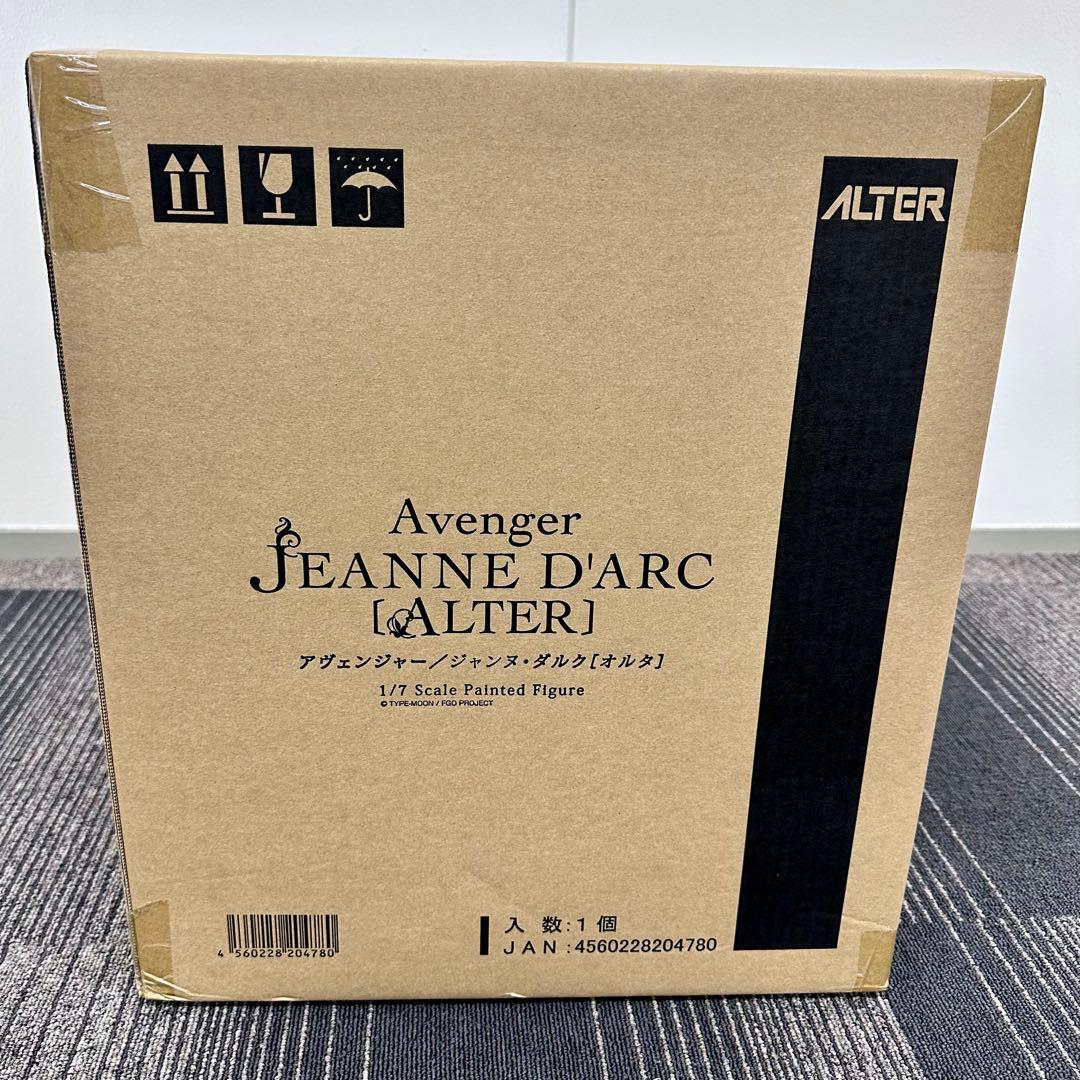 ALTER
Avenger
JEANNE D'ARC
[ALTER]
アヴェンジャー/ジャンヌ・ダルク[オルタ]
1/7 Scale Painted Figure
© TYPE-MOON / FGO PROJECT
入 数:1 個
JAN:4560228204780
4 560228 204780